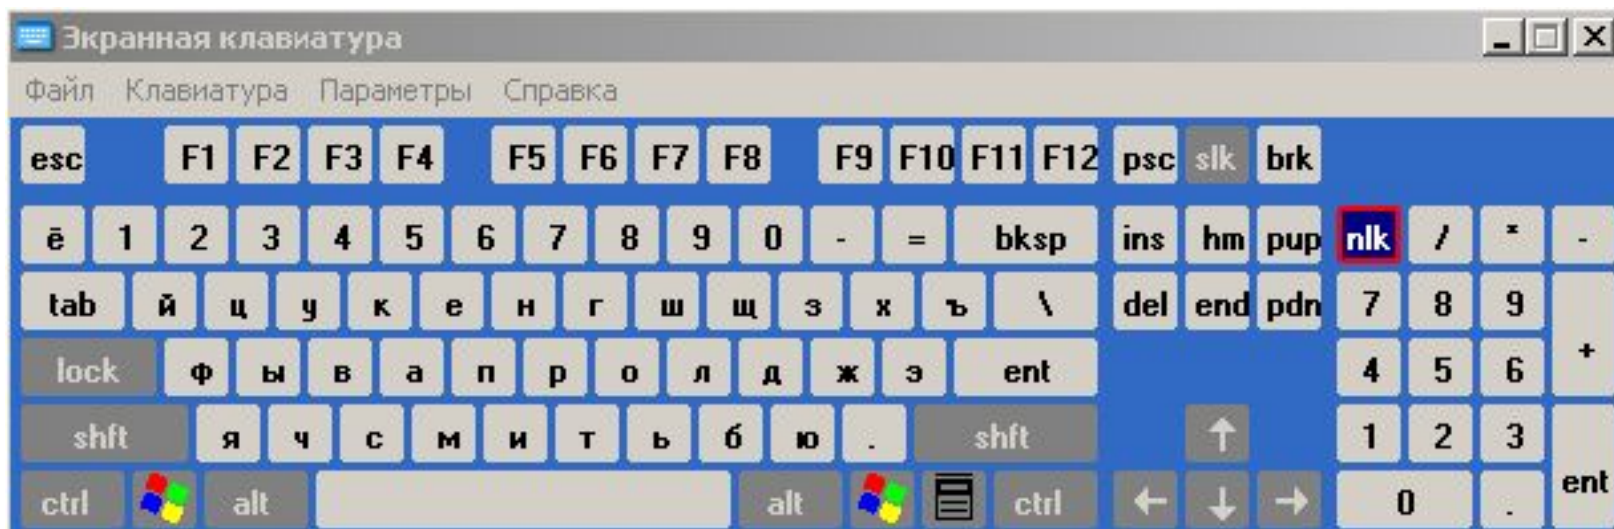 Экранная клавиатура
Файл Клавиатура Параметры Справка
esc F1 F2 F3 F4 F5 F6 F7 F8 F9 F10 F11 F12 psc slk brk
ё 1 2 3 4 5 6 7 8 9 0 - = bksp ins hm pup nlk / * -
tab й ц у к е н г ш щ з х ъ \ del end pdn 7 8 9
lock ф ы в а п р о л д ж э ent 4 5 6 +
shft я ч с м и т ь б ю . shft ↑ 1 2 3
ctrl alt alt ctrl ← ↓ → 0 . ent